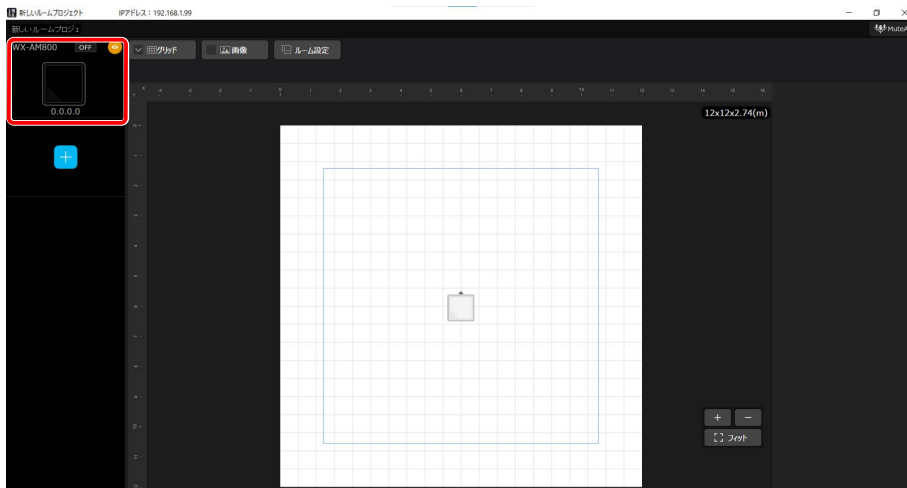 新しいルームプロジェクト IPアドレス：192.168.1.99
新しいルームプロジェ MuteA
WX-AM800 OFF グリッド 画像 ルーム設定
0.0.0.0
12x12x2.74(m)
+
+ −
フィット